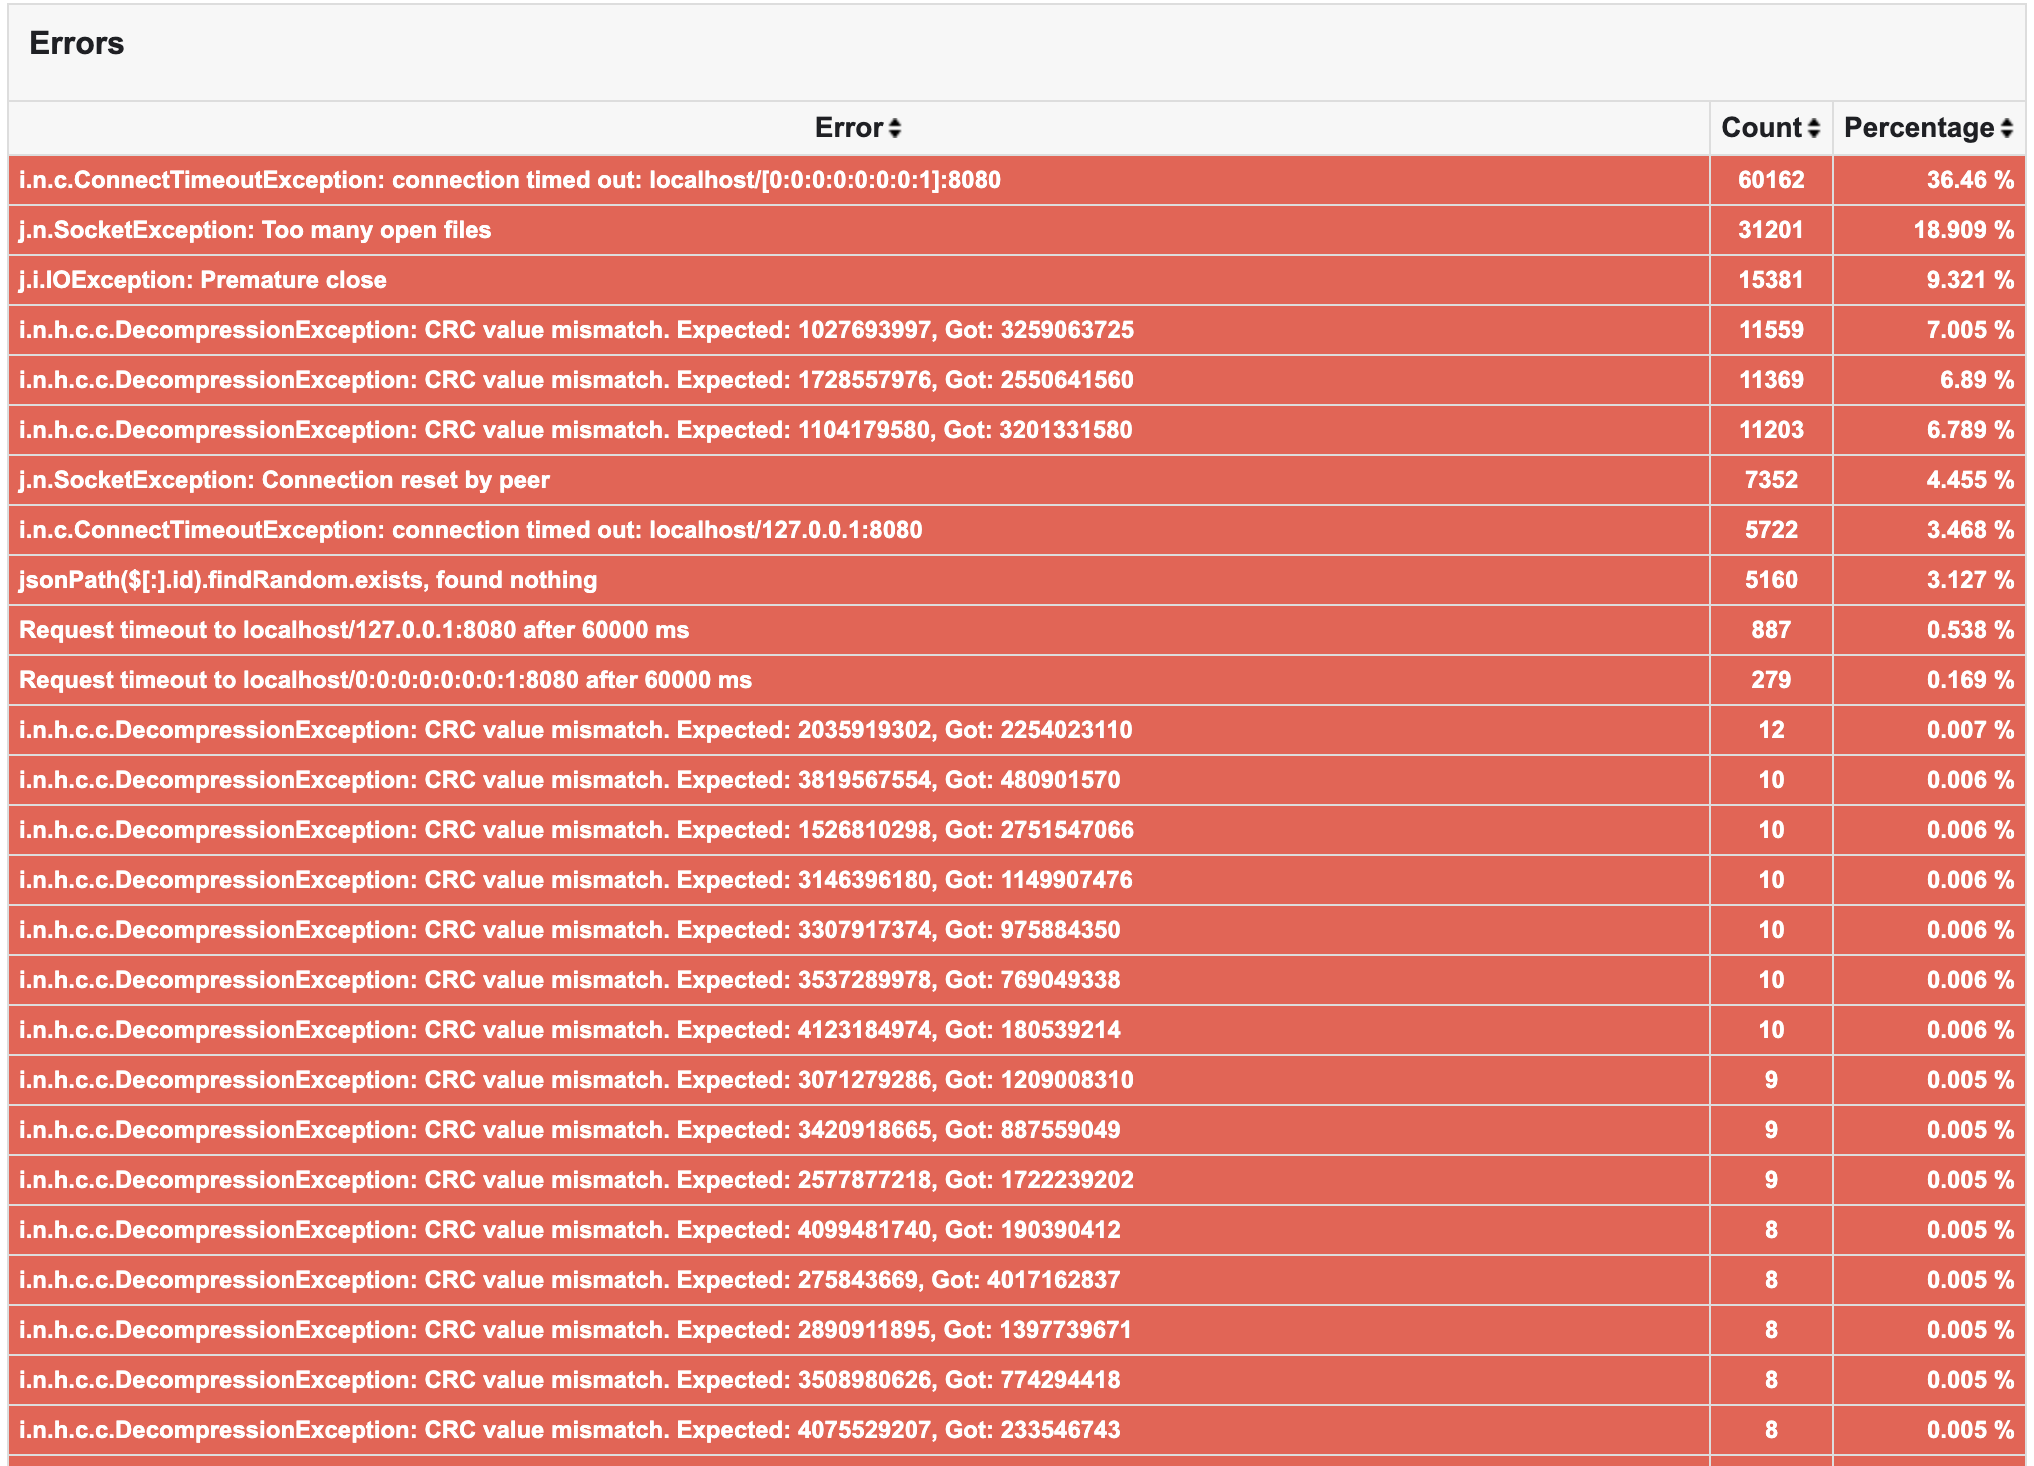 Errors
Error Count Percentage
i.n.c.ConnectTimeoutException: connection timed out: localhost/[0:0:0:0:0:0:0:1]:8080 60162 36.46 %
j.n.SocketException: Too many open files 31201 18.909 %
j.i.IOException: Premature close 15381 9.321 %
i.n.h.c.c.DecompressionException: CRC value mismatch. Expected: 1027693997, Got: 3259063725 11559 7.005 %
i.n.h.c.c.DecompressionException: CRC value mismatch. Expected: 1728557976, Got: 2550641560 11369 6.89 %
i.n.h.c.c.DecompressionException: CRC value mismatch. Expected: 1104179580, Got: 3201331580 11203 6.789 %
j.n.SocketException: Connection reset by peer 7352 4.455 %
i.n.c.ConnectTimeoutException: connection timed out: localhost/127.0.0.1:8080 5722 3.468 %
jsonPath($[:].id).findRandom.exists, found nothing 5160 3.127 %
Request timeout to localhost/127.0.0.1:8080 after 60000 ms 887 0.538 %
Request timeout to localhost/0:0:0:0:0:0:0:1:8080 after 60000 ms 279 0.169 %
i.n.h.c.c.DecompressionException: CRC value mismatch. Expected: 2035919302, Got: 2254023110 12 0.007 %
i.n.h.c.c.DecompressionException: CRC value mismatch. Expected: 3819567554, Got: 480901570 10 0.006 %
i.n.h.c.c.DecompressionException: CRC value mismatch. Expected: 1526810298, Got: 2751547066 10 0.006 %
i.n.h.c.c.DecompressionException: CRC value mismatch. Expected: 3146396180, Got: 1149907476 10 0.006 %
i.n.h.c.c.DecompressionException: CRC value mismatch. Expected: 3307917374, Got: 975884350 10 0.006 %
i.n.h.c.c.DecompressionException: CRC value mismatch. Expected: 3537289978, Got: 769049338 10 0.006 %
i.n.h.c.c.DecompressionException: CRC value mismatch. Expected: 4123184974, Got: 180539214 10 0.006 %
i.n.h.c.c.DecompressionException: CRC value mismatch. Expected: 3071279286, Got: 1209008310 9 0.005 %
i.n.h.c.c.DecompressionException: CRC value mismatch. Expected: 3420918665, Got: 887559049 9 0.005 %
i.n.h.c.c.DecompressionException: CRC value mismatch. Expected: 2577877218, Got: 1722239202 9 0.005 %
i.n.h.c.c.DecompressionException: CRC value mismatch. Expected: 4099481740, Got: 190390412 8 0.005 %
i.n.h.c.c.DecompressionException: CRC value mismatch. Expected: 275843669, Got: 4017162837 8 0.005 %
i.n.h.c.c.DecompressionException: CRC value mismatch. Expected: 2890911895, Got: 1397739671 8 0.005 %
i.n.h.c.c.DecompressionException: CRC value mismatch. Expected: 3508980626, Got: 774294418 8 0.005 %
i.n.h.c.c.DecompressionException: CRC value mismatch. Expected: 4075529207, Got: 233546743 8 0.005 %